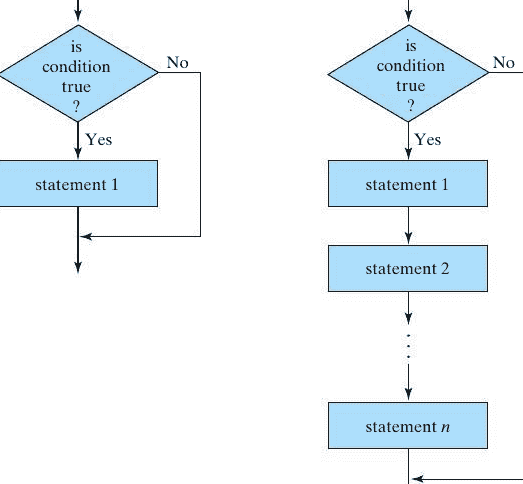 is
condition
true
?
No
Yes
statement 1
is
condition
true
?
No
Yes
statement 1
statement 2
statement n